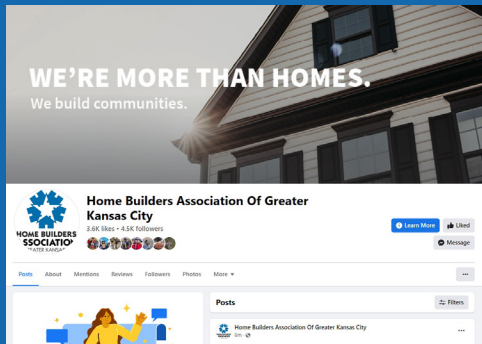 WE'RE MORE THAN HOMES.
We build communities.
Home Builders Association Of Greater
Kansas City
3.6K likes • 4.5K followers
HOME BUILDERS
SSOCIATIO
Learn More
Liked
Message
Posts About Mentions Reviews Followers Photos More
Posts
Filters
Home Builders Association Of Greater Kansas City